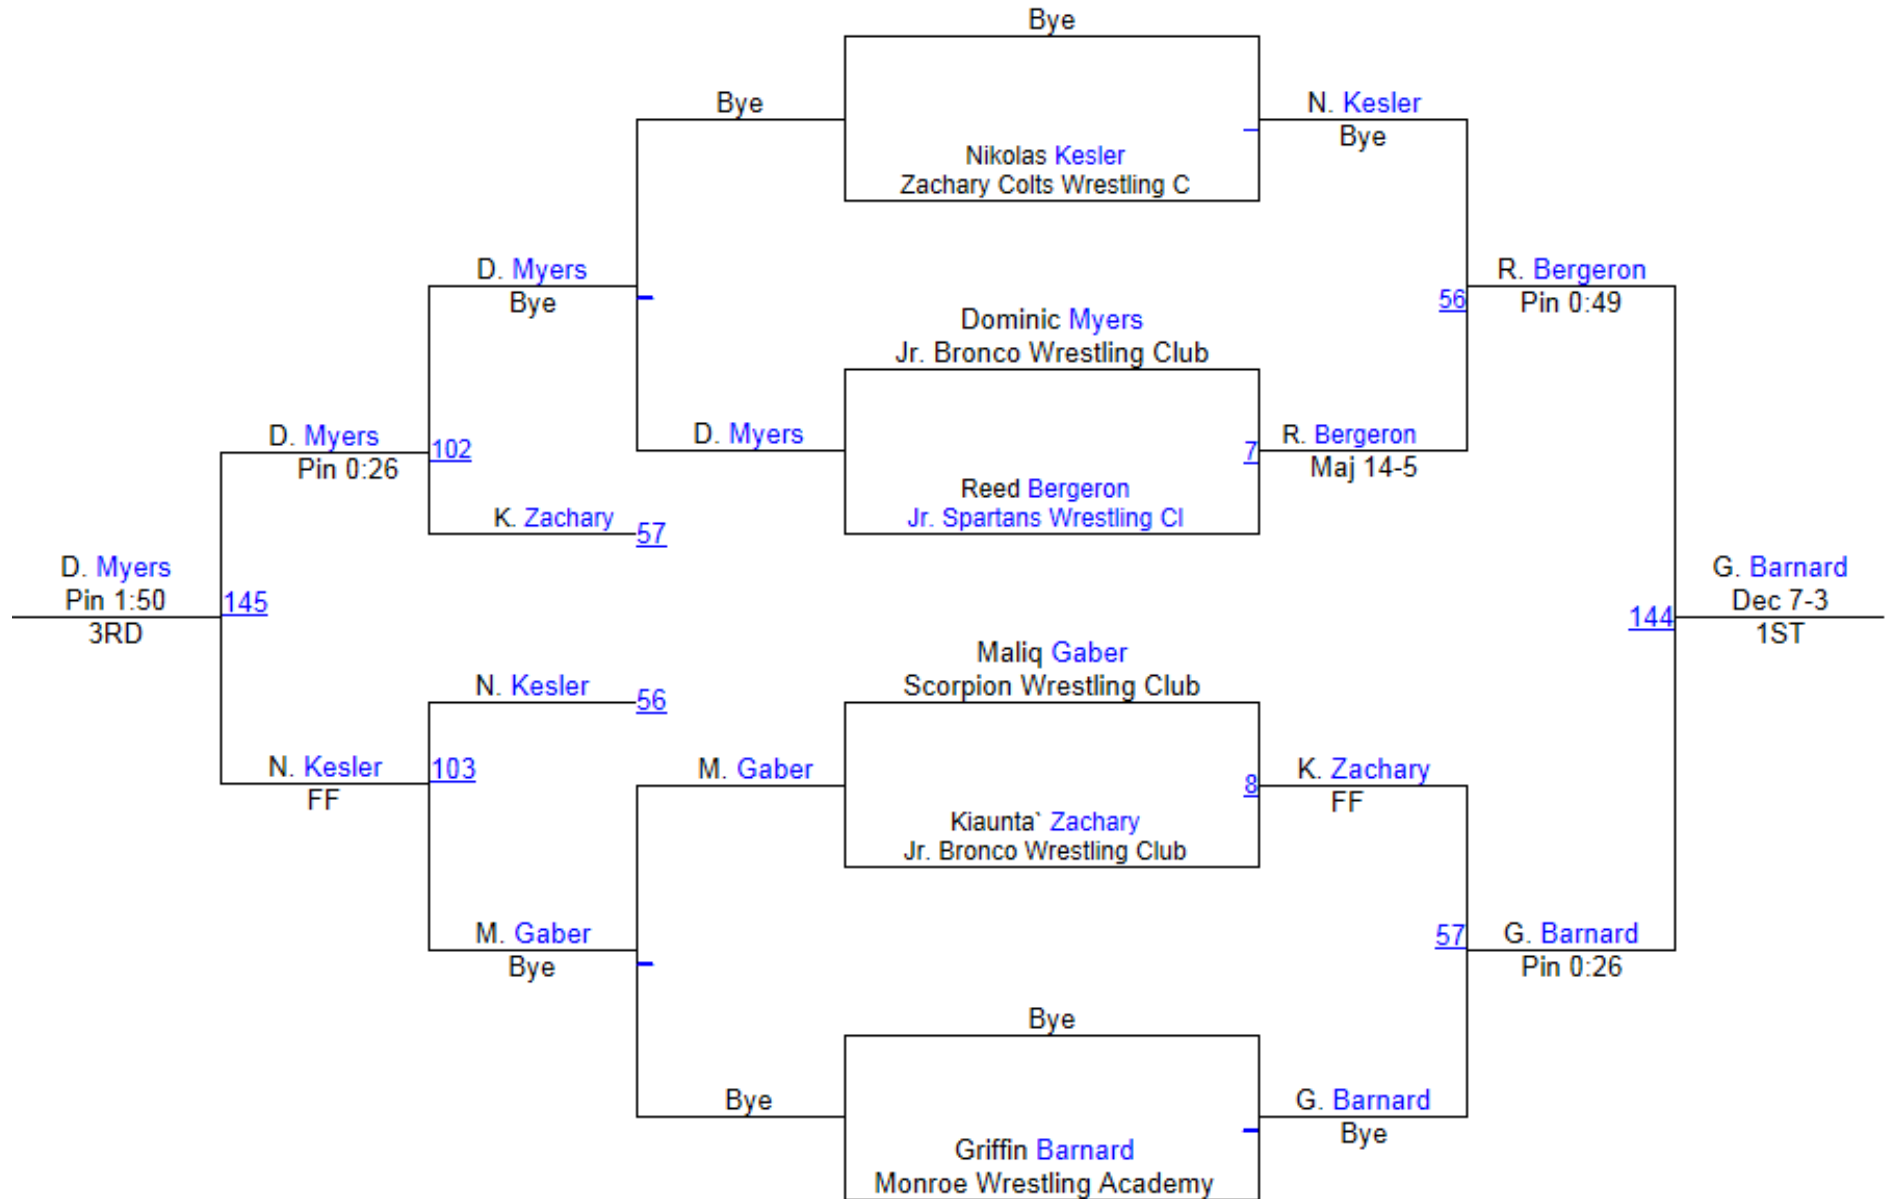 Bye
Bye
N. Kesler
Bye
Nikolas Kesler
Zachary Colts Wrestling C
D. Myers
Bye
R. Bergeron
Pin 0:49
56
Dominic Myers
Jr. Bronco Wrestling Club
D. Myers
Pin 0:26
102
D. Myers
7
R. Bergeron
Maj 14-5
Reed Bergeron
Jr. Spartans Wrestling Cl
K. Zachary
57
D. Myers
Pin 1:50
3RD
145
G. Barnard
Dec 7-3
1ST
144
Maliq Gaber
Scorpion Wrestling Club
N. Kesler
56
N. Kesler
FF
103
M. Gaber
8
K. Zachary
FF
Kiaunta` Zachary
Jr. Bronco Wrestling Club
M. Gaber
Bye
57
G. Barnard
Pin 0:26
Bye
Bye
G. Barnard
Bye
Griffin Barnard
Monroe Wrestling Academy